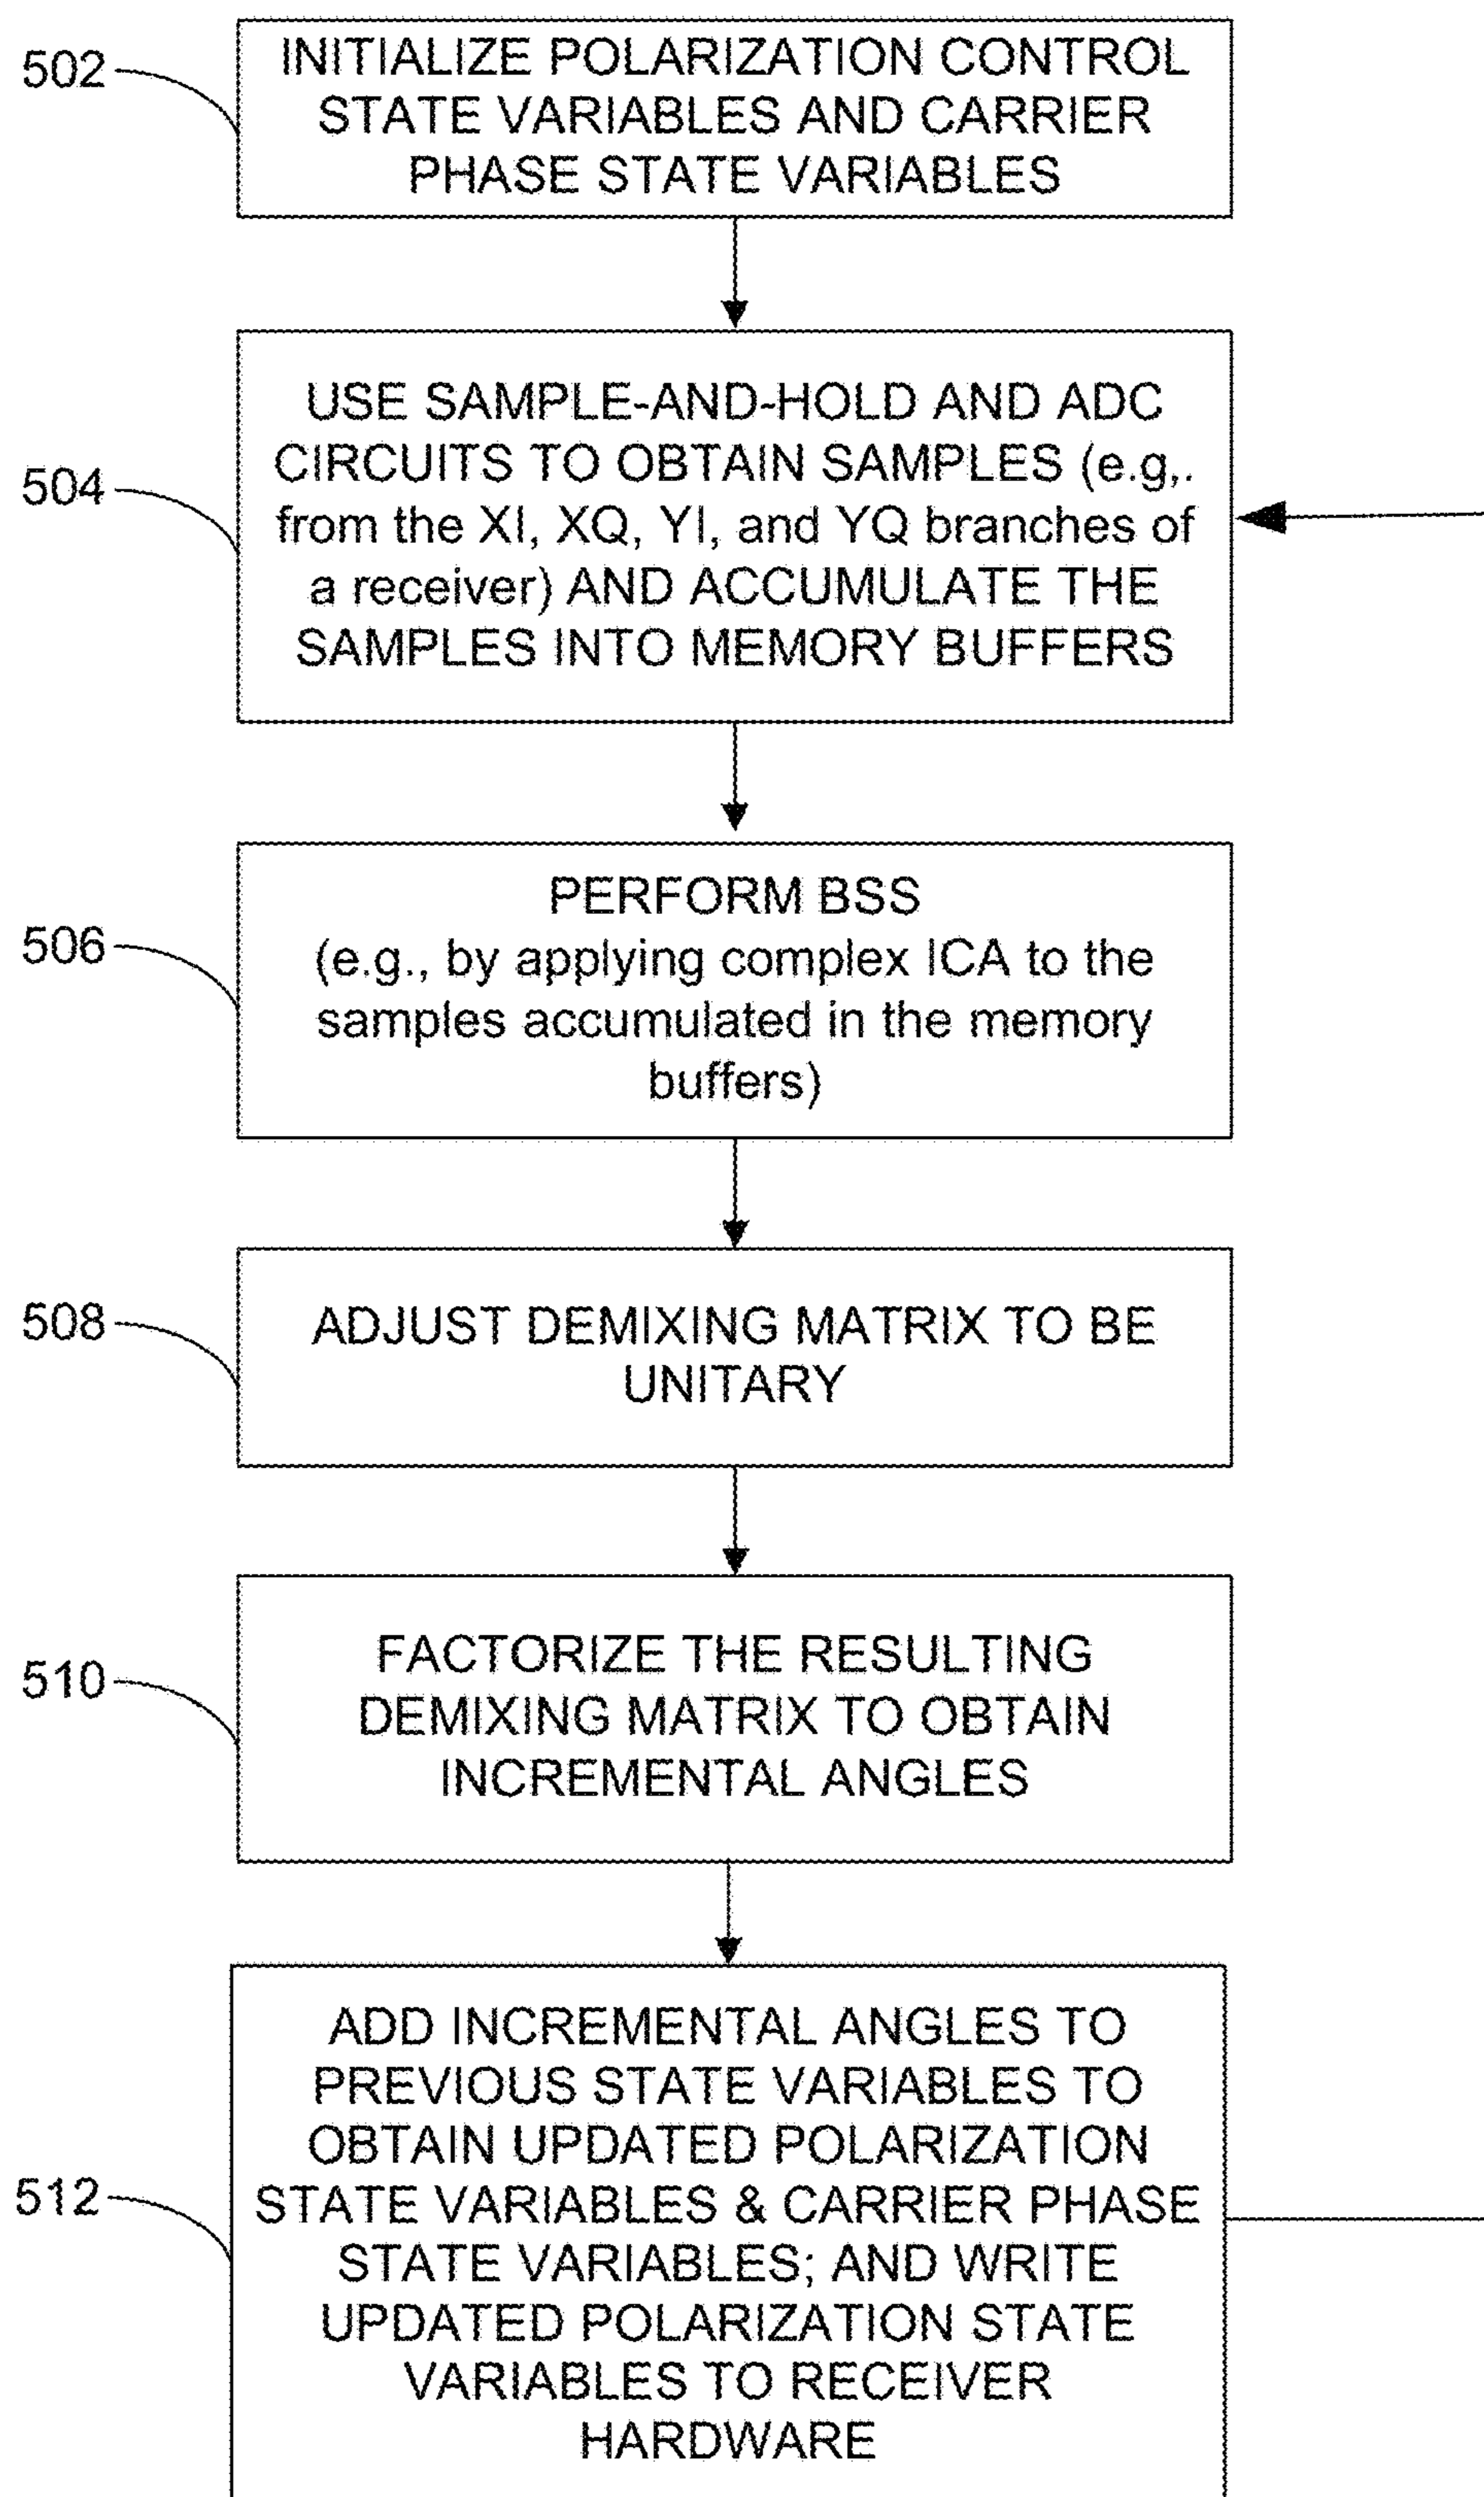 502
INITIALIZE POLARIZATION CONTROL
STATE VARIABLES AND CARRIER
PHASE STATE VARIABLES
504
USE SAMPLE-AND-HOLD AND ADC
CIRCUITS TO OBTAIN SAMPLES (e.g,.
from the XI, XQ, YI, and YQ branches of
a receiver) AND ACCUMULATE THE
SAMPLES INTO MEMORY BUFFERS
506
PERFORM BSS
(e.g., by applying complex ICA to the
samples accumulated in the memory
buffers)
508
ADJUST DEMIXING MATRIX TO BE
UNITARY
510
FACTORIZE THE RESULTING
DEMIXING MATRIX TO OBTAIN
INCREMENTAL ANGLES
512
ADD INCREMENTAL ANGLES TO
PREVIOUS STATE VARIABLES TO
OBTAIN UPDATED POLARIZATION
STATE VARIABLES & CARRIER PHASE
STATE VARIABLES; AND WRITE
UPDATED POLARIZATION STATE
VARIABLES TO RECEIVER
HARDWARE